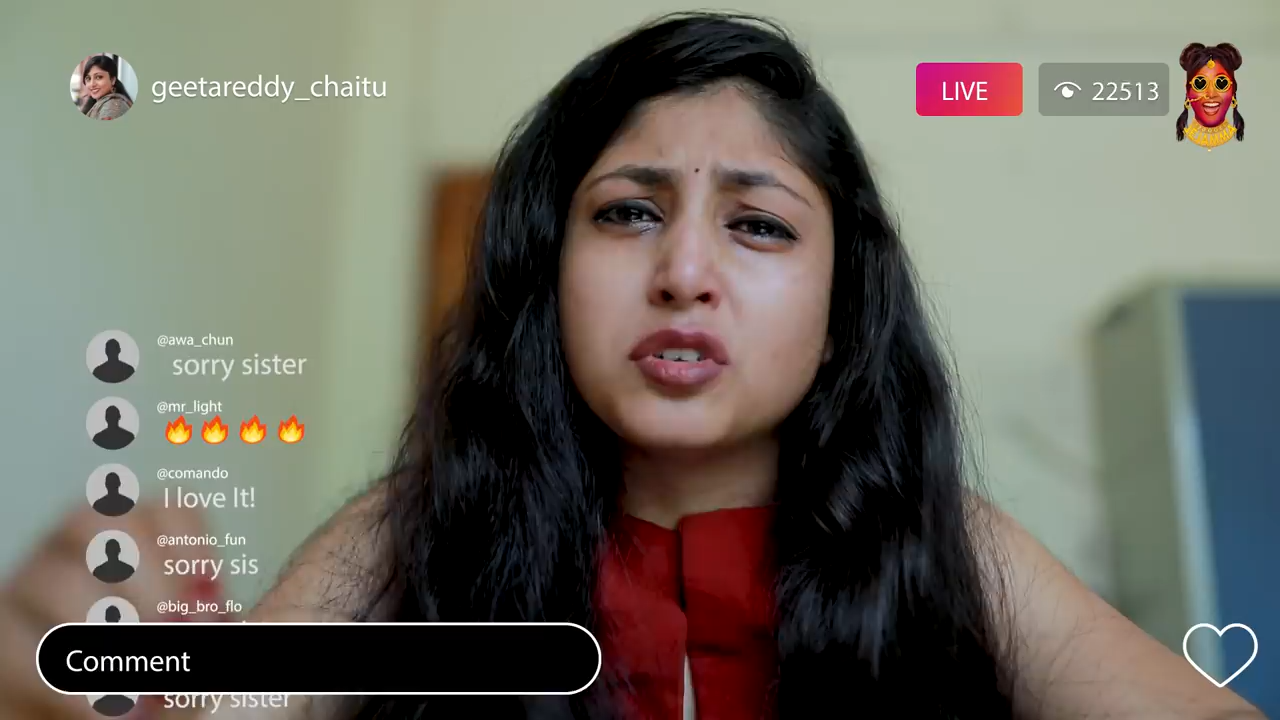 geetareddy_chaitu
LIVE
22513
@awa_chun
sorry sister
@mr_light
🔥🔥🔥🔥
@comando
I love It!
@antonio_fun
sorry sis
@big_bro_flo
Comment
sorry sister